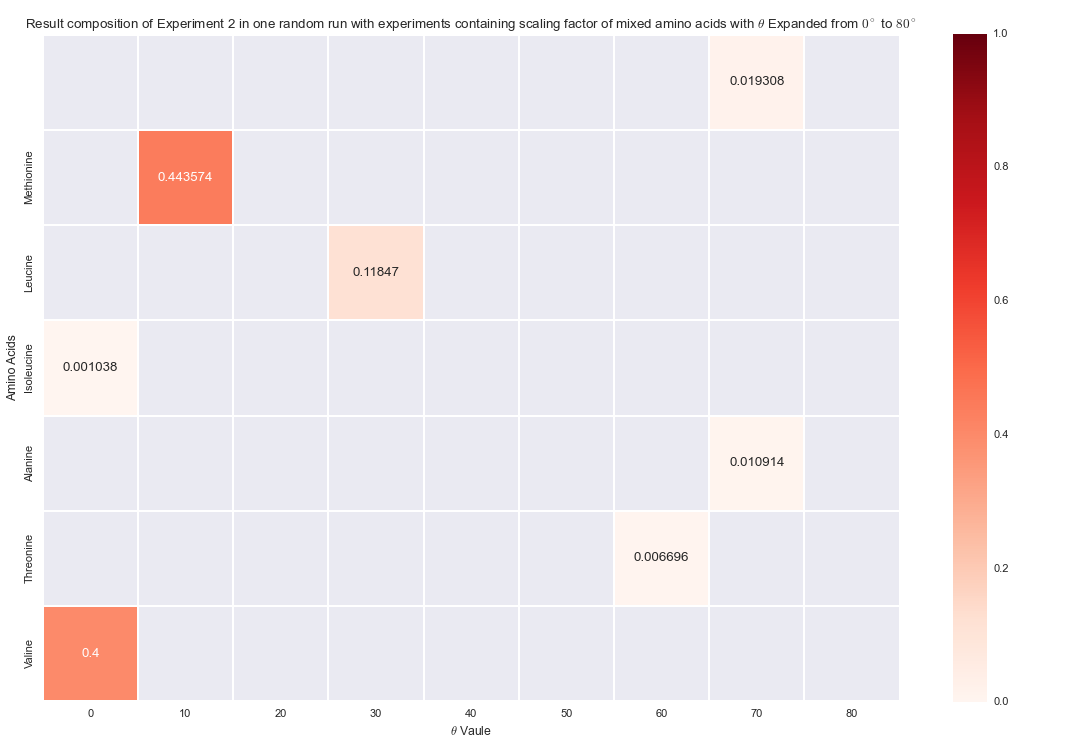 Result composition of Experiment 2 in one random run with experiments containing scaling factor of mixed amino acids with θ Expanded from 0° to 80°
0.019308
Methionine
0.443574
Leucine
0.11847
Amino Acids
Isoleucine
0.001038
Alanine
0.010914
Threonine
0.006696
Valine
0.4
0 10 20 30 40 50 60 70 80
θ Vaule
1.0
0.8
0.6
0.4
0.2
0.0